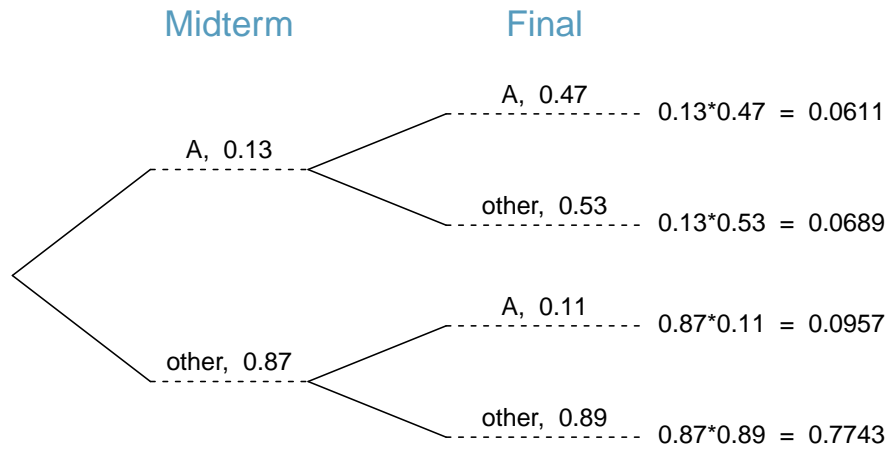 Midterm
Final
A, 0.47
0.13*0.47 = 0.0611
A, 0.13
other, 0.53
0.13*0.53 = 0.0689
A, 0.11
0.87*0.11 = 0.0957
other, 0.87
other, 0.89
0.87*0.89 = 0.7743